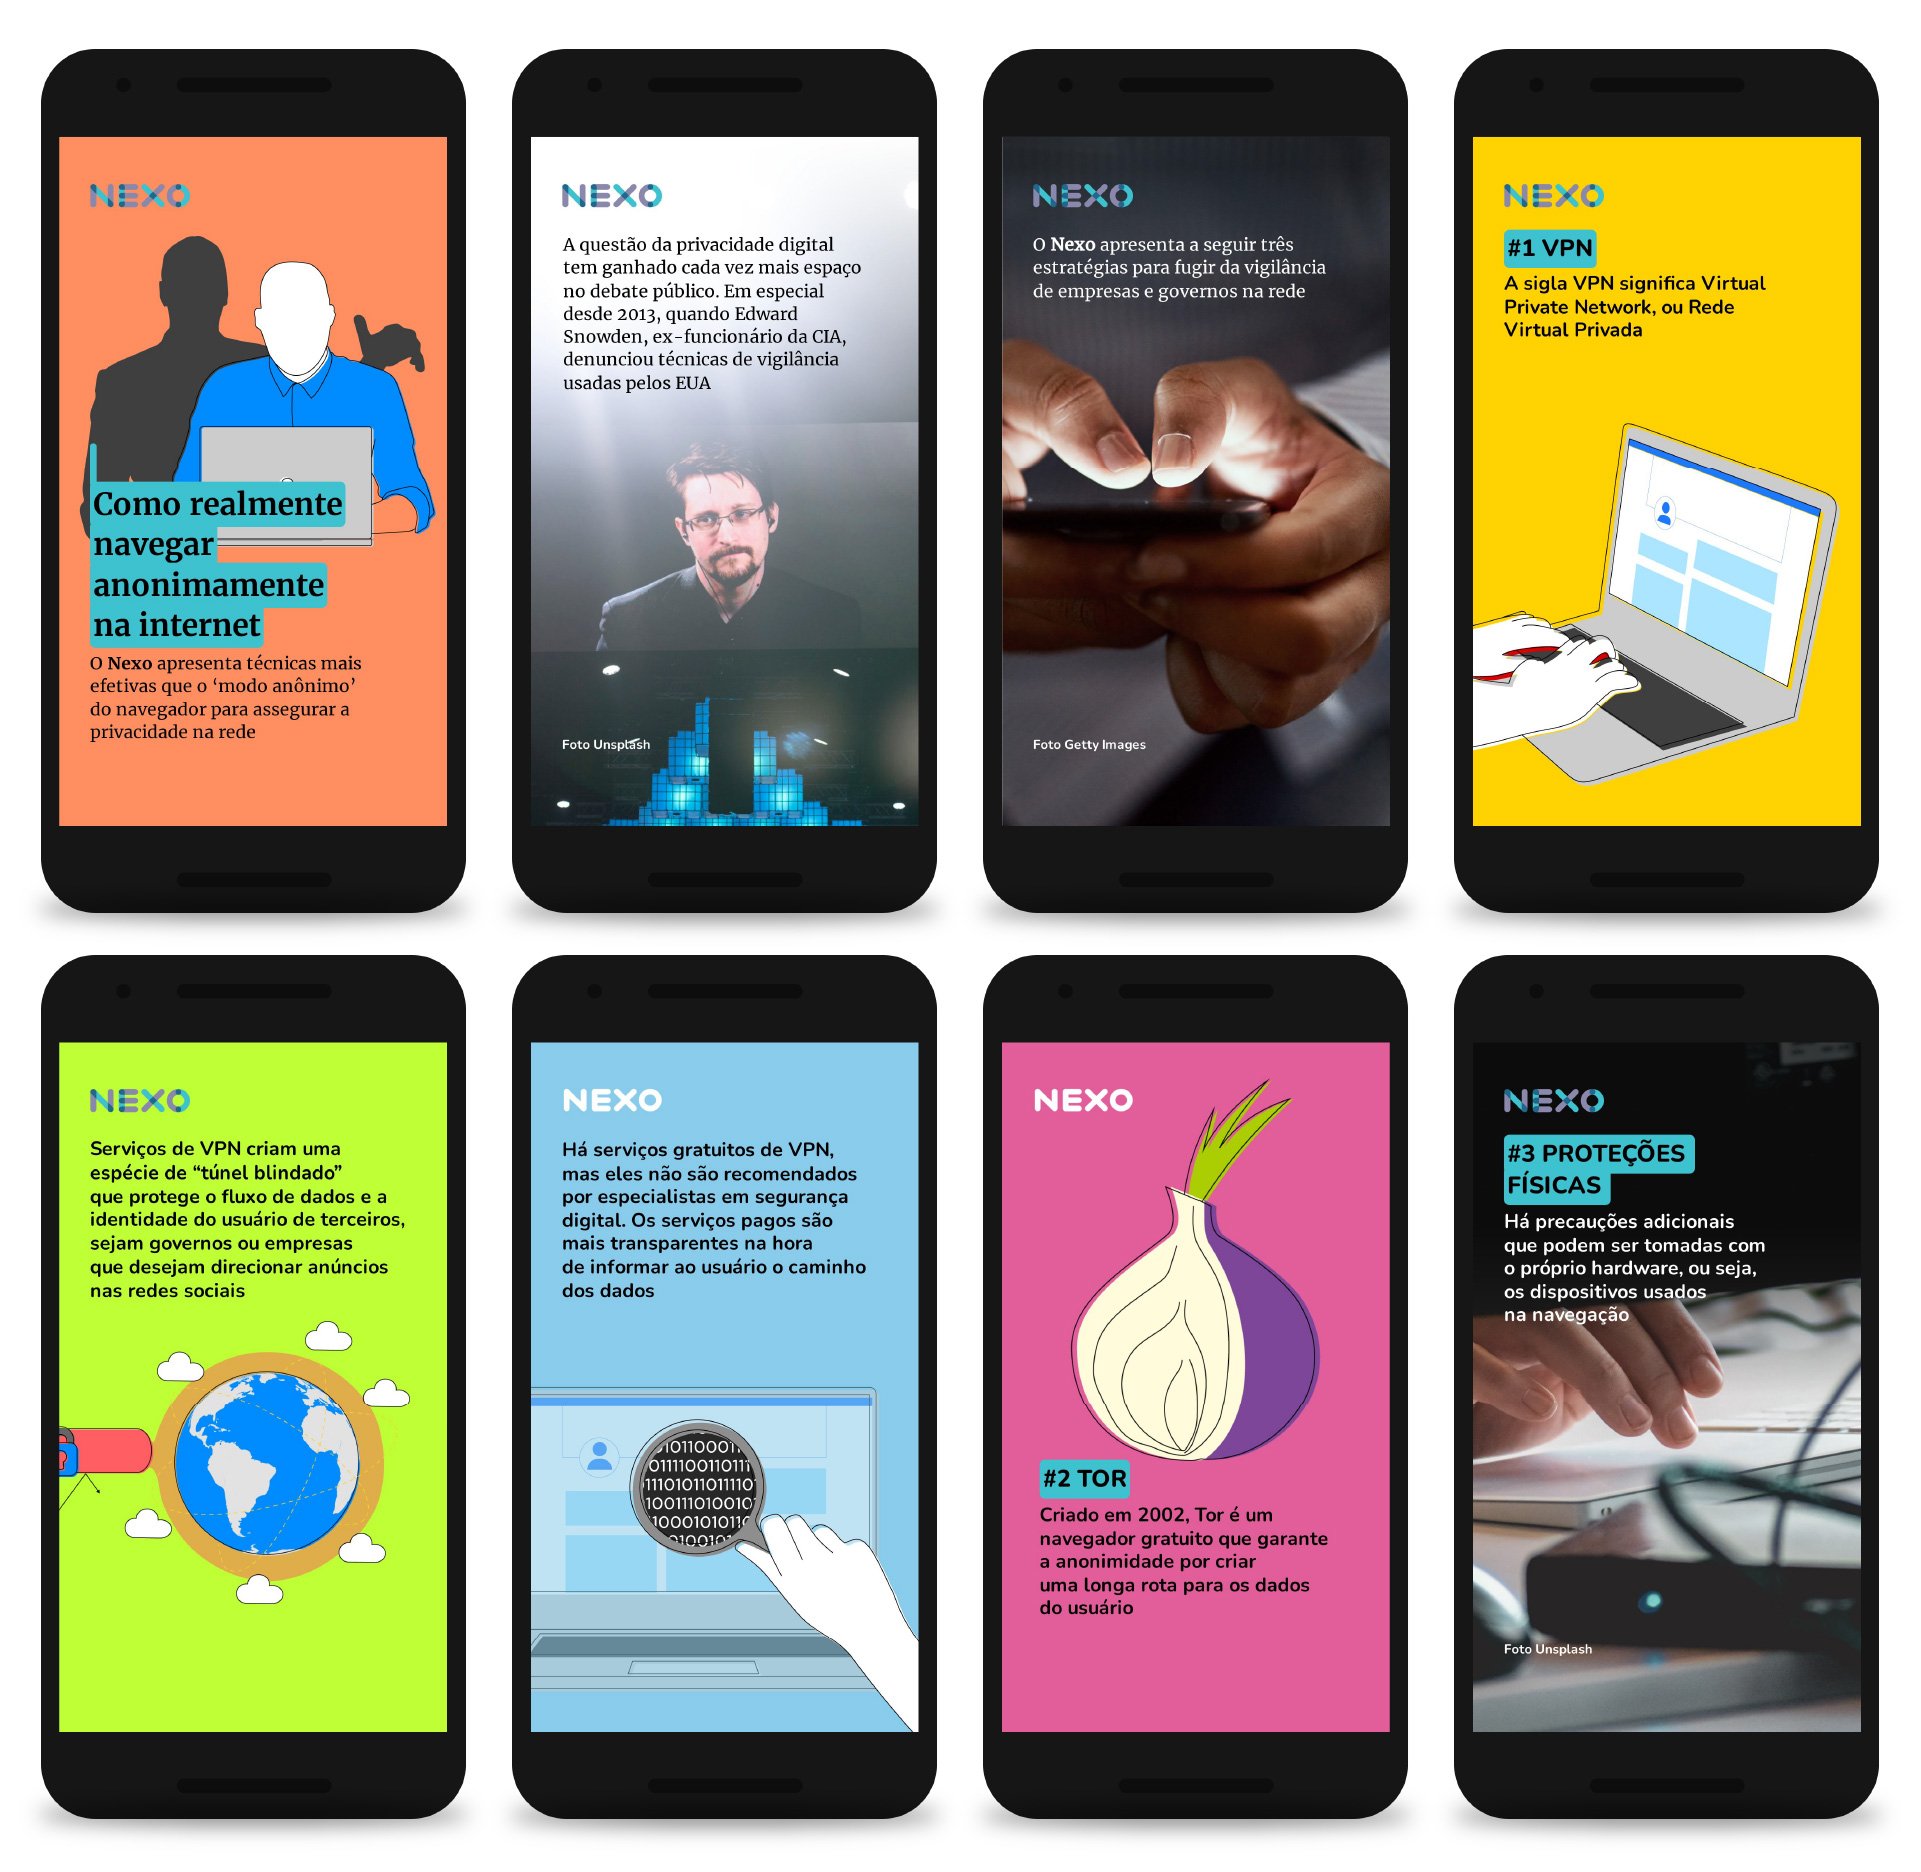 NEXO
Como realmente
navegar
anonimamente
na internet
O Nexo apresenta técnicas mais
efetivas que o ‘modo anônimo’
do navegador para assegurar a
privacidade na rede
NEXO
A questão da privacidade digital
tem ganhado cada vez mais espaço
no debate público. Em especial
desde 2013, quando Edward
Snowden, ex-funcionário da CIA,
denunciou técnicas de vigilância
usadas pelos EUA
Foto Unsplash
NEXO
O Nexo apresenta a seguir três
estratégias para fugir da vigilância
de empresas e governos na rede
Foto Getty Images
NEXO
#1 VPN
A sigla VPN significa Virtual
Private Network, ou Rede
Virtual Privada
NEXO
Serviços de VPN criam uma
espécie de “túnel blindado”
que protege o fluxo de dados e a
identidade do usuário de terceiros,
sejam governos ou empresas
que desejam direcionar anúncios
nas redes sociais
NEXO
Há serviços gratuitos de VPN,
mas eles não são recomendados
por especialistas em segurança
digital. Os serviços pagos são
mais transparentes na hora
de informar ao usuário o caminho
dos dados
NEXO
#2 TOR
Criado em 2002, Tor é um
navegador gratuito que garante
a anonimidade por criar
uma longa rota para os dados
do usuário
NEXO
#3 PROTEÇÕES
FÍSICAS
Há precauções adicionais
que podem ser tomadas com
o próprio hardware, ou seja,
os dispositivos usados
na navegação
Foto Unsplash